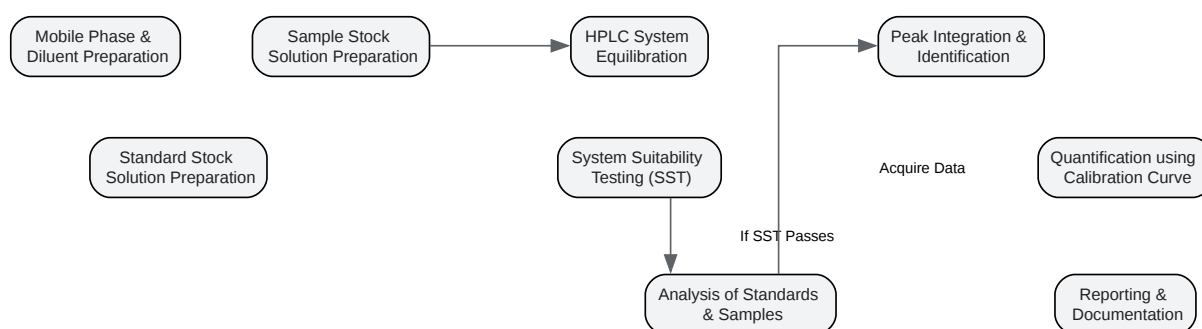 Mobile Phase &
Diluent Preparation
Sample Stock
Solution Preparation
HPLC System
Equilibration
Peak Integration &
Identification
Standard Stock
Solution Preparation
System Suitability
Testing (SST)
Acquire Data
Quantification using
Calibration Curve
If SST Passes
Analysis of Standards
& Samples
Reporting &
Documentation